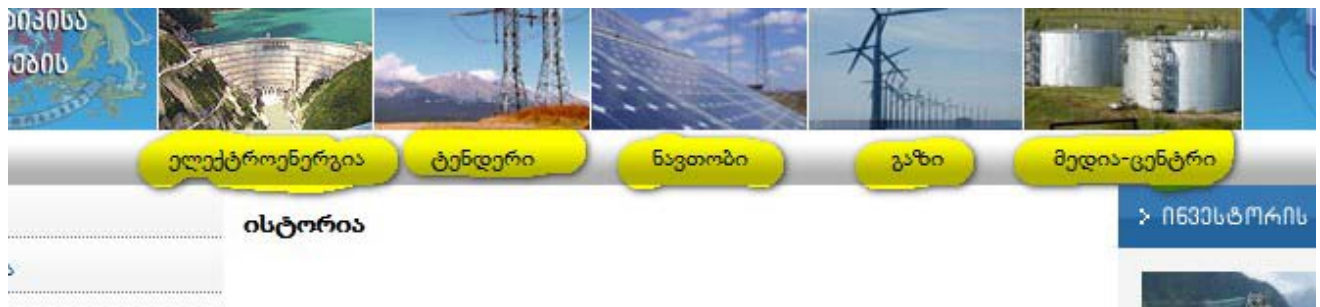 ელექტროენერგია
ტენდერი
ნავთობი
გაზი
მედია-ცენტრი
ისტორია
> ინვესტორის